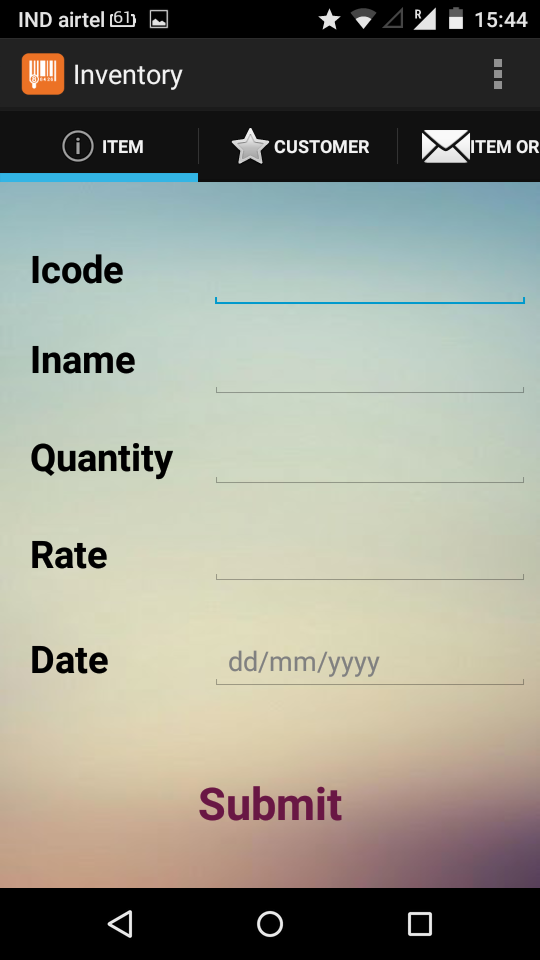 IND airtel 61 R 15:44
Inventory
ITEM CUSTOMER ITEM OR
Icode
Iname
Quantity
Rate
Date dd/mm/yyyy
Submit